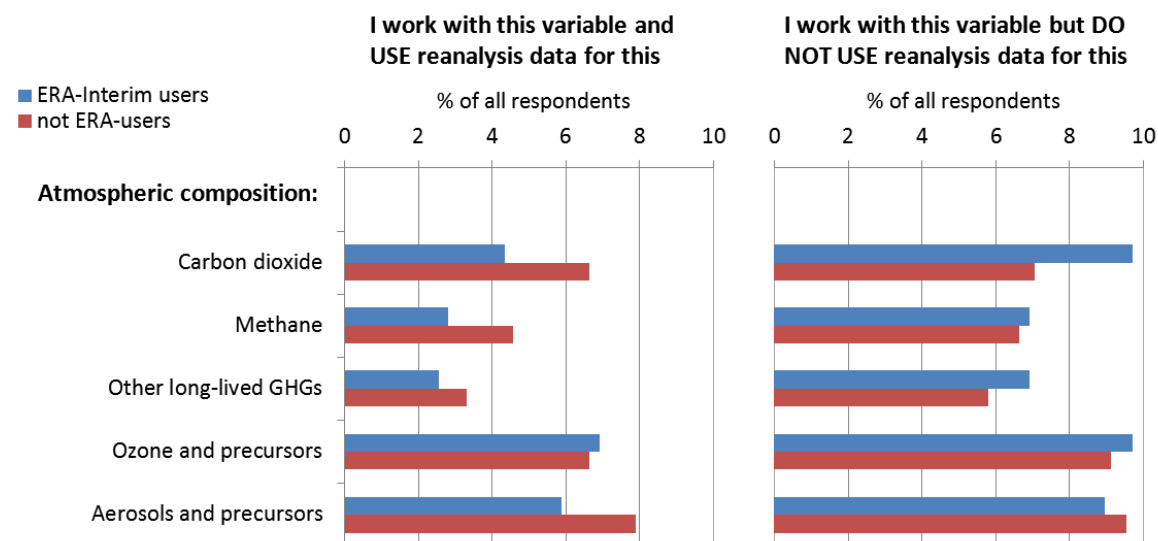 I work with this variable and
USE reanalysis data for this
I work with this variable but DO
NOT USE reanalysis data for this
ERA-Interim users
not ERA-users
% of all respondents
% of all respondents
0 2 4 6 8 10
0 2 4 6 8 10
Atmospheric composition:
Carbon dioxide
Methane
Other long-lived GHGs
Ozone and precursors
Aerosols and precursors